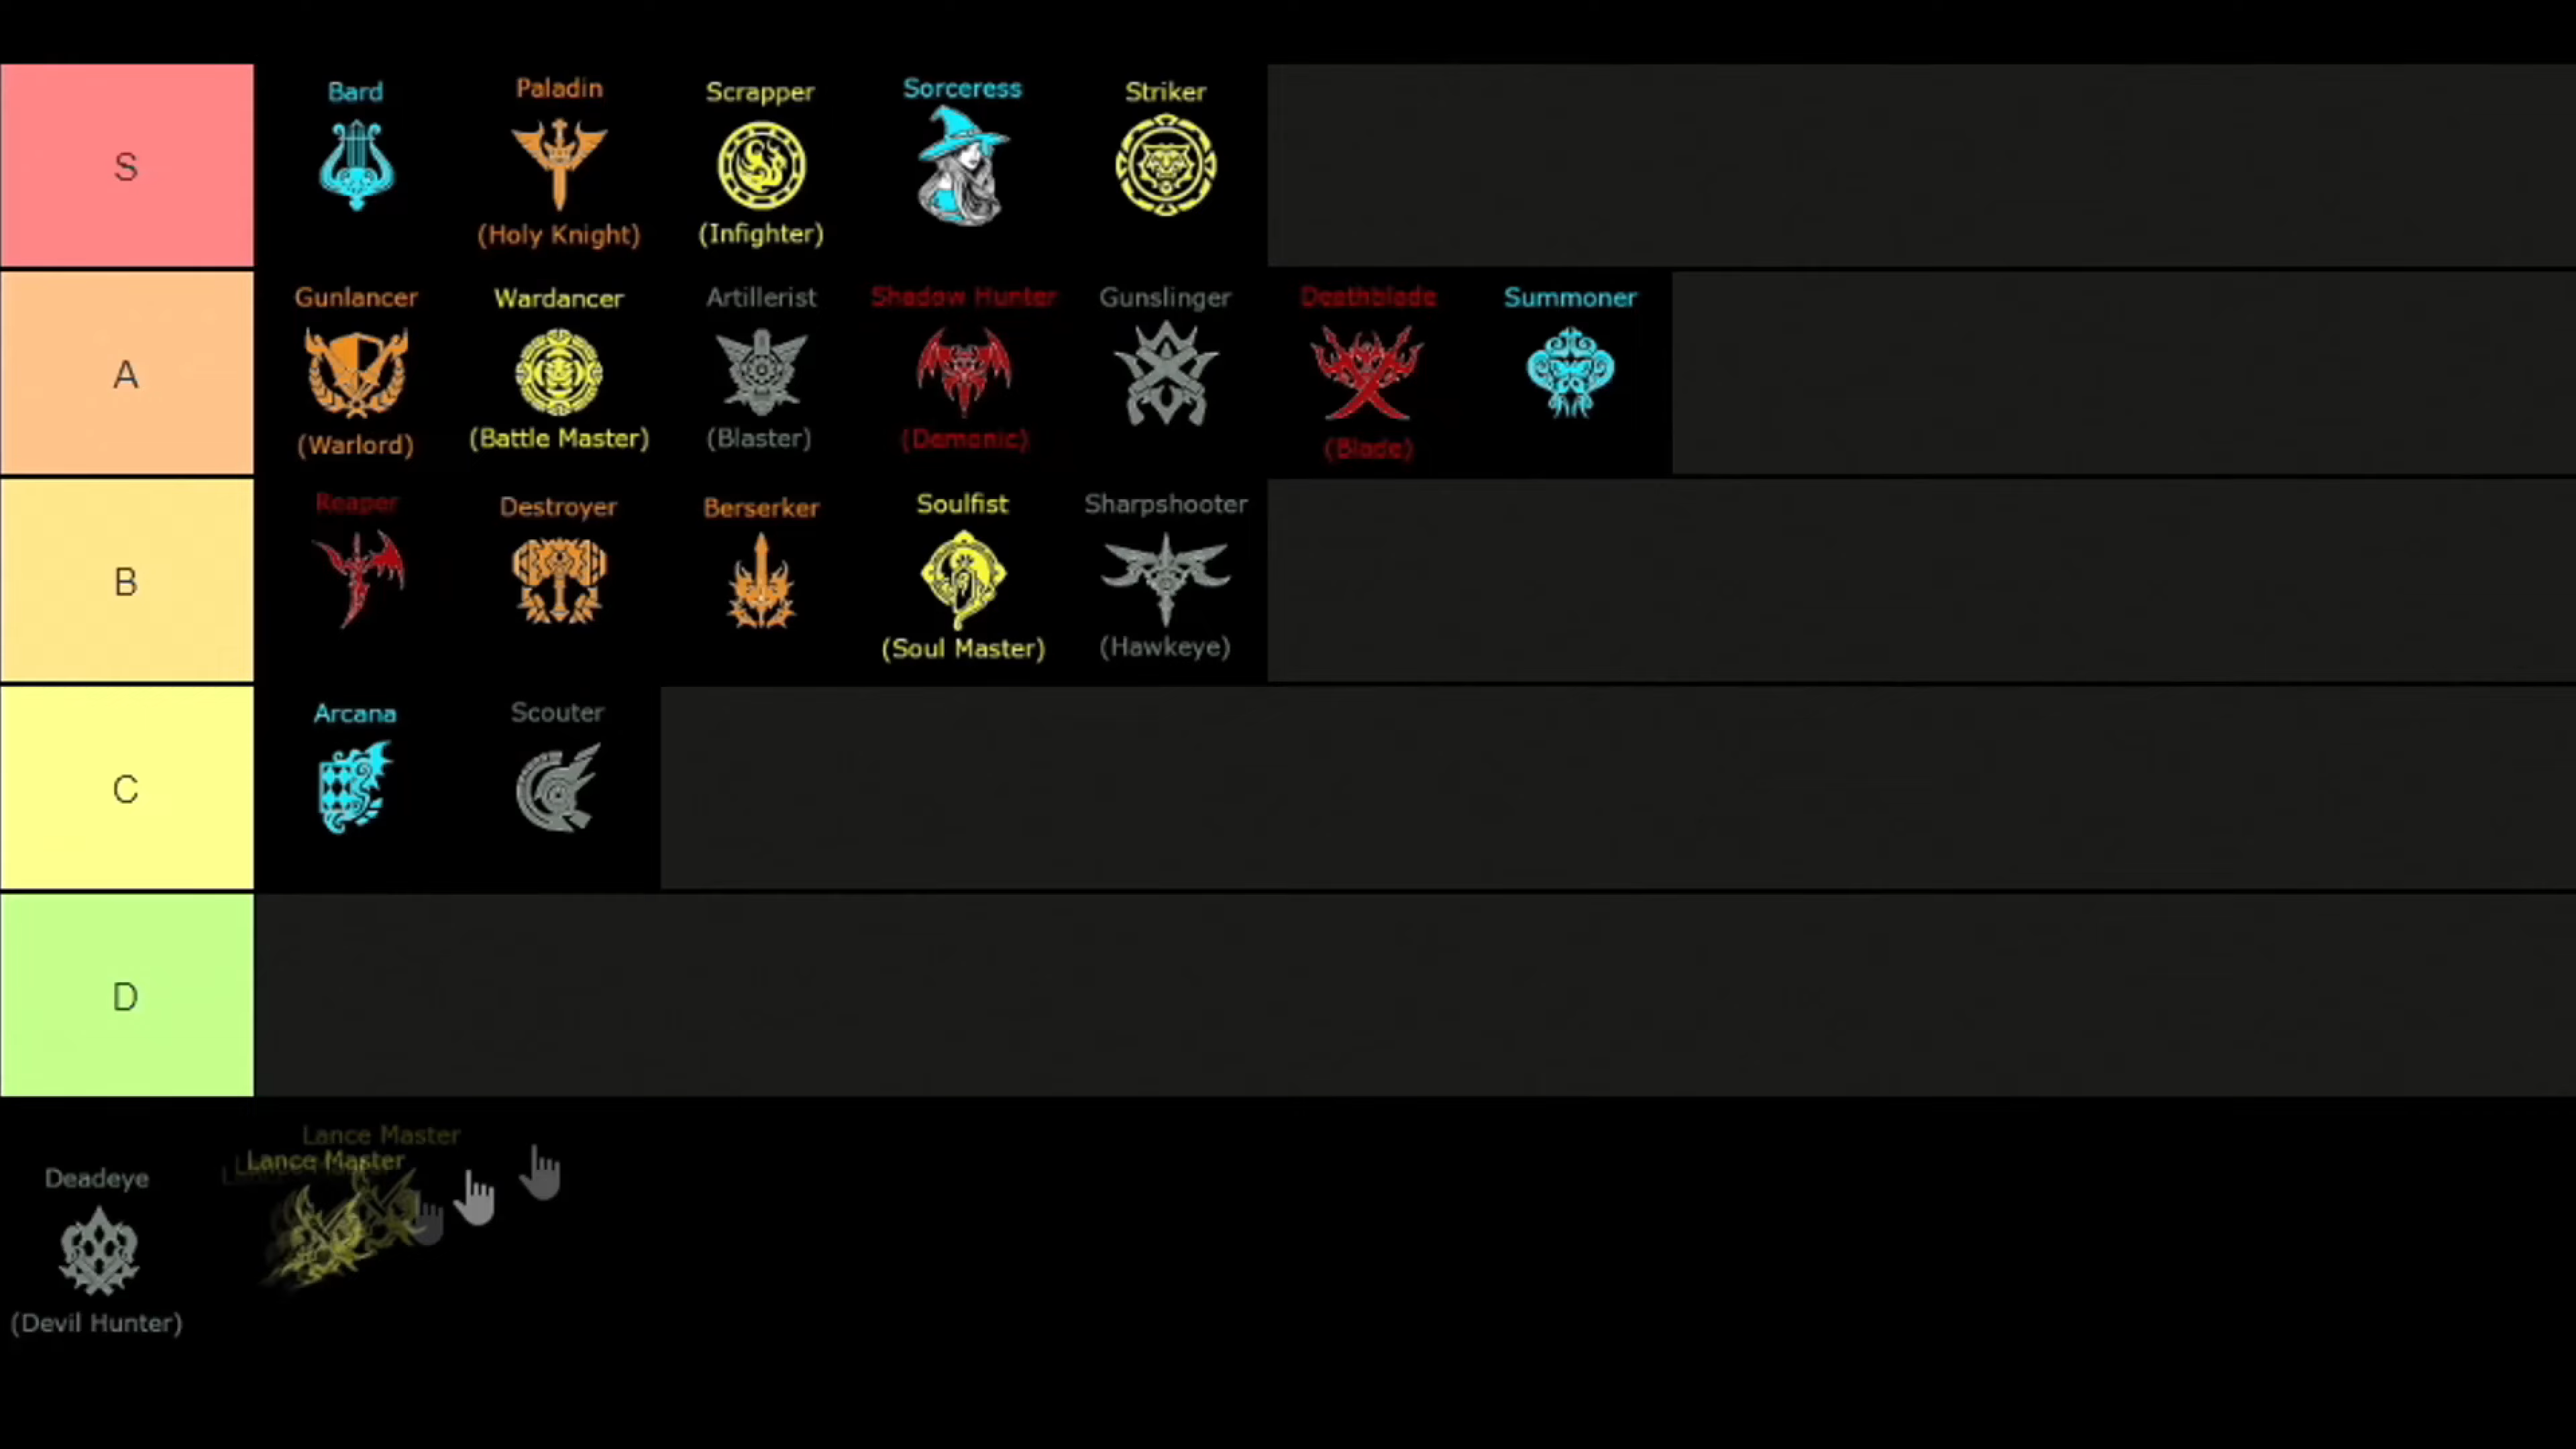 S
Bard
Paladin
(Holy Knight)
Scrapper
(Infighter)
Sorceress
Striker
A
Gunlancer
(Warlord)
Wardancer
(Battle Master)
Artillerist
(Blaster)
Shadow Hunter
(Demonic)
Gunslinger
Deathblade
(Blade)
Summoner
B
Reaper
Destroyer
Berserker
Soulfist
(Soul Master)
Sharpshooter
(Hawkeye)
C
Arcana
Scouter
D
Deadeye
(Devil Hunter)
Lance Master
Lance Master